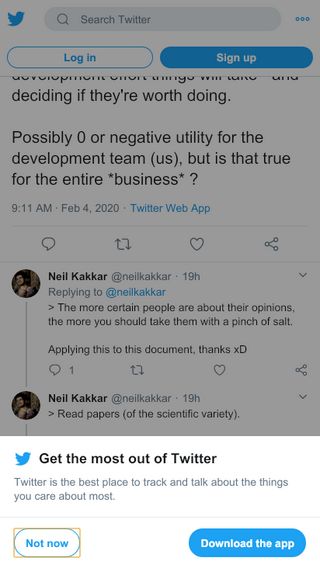 Search Twitter
Log in
Sign up
development effort things will take - and
deciding if they're worth doing.
Possibly 0 or negative utility for the
development team (us), but is that true
for the entire *business* ?
9:11 AM · Feb 4, 2020 · Twitter Web App
Neil Kakkar @neilkakkar · 19h
Replying to @neilkakkar
> The more certain people are about their opinions,
the more you should take them with a pinch of salt.
Applying this to this document, thanks xD
1
Neil Kakkar @neilkakkar · 19h
> Read papers (of the scientific variety).
Get the most out of Twitter
Twitter is the best place to track and talk about the things
you care about most.
Not now
Download the app